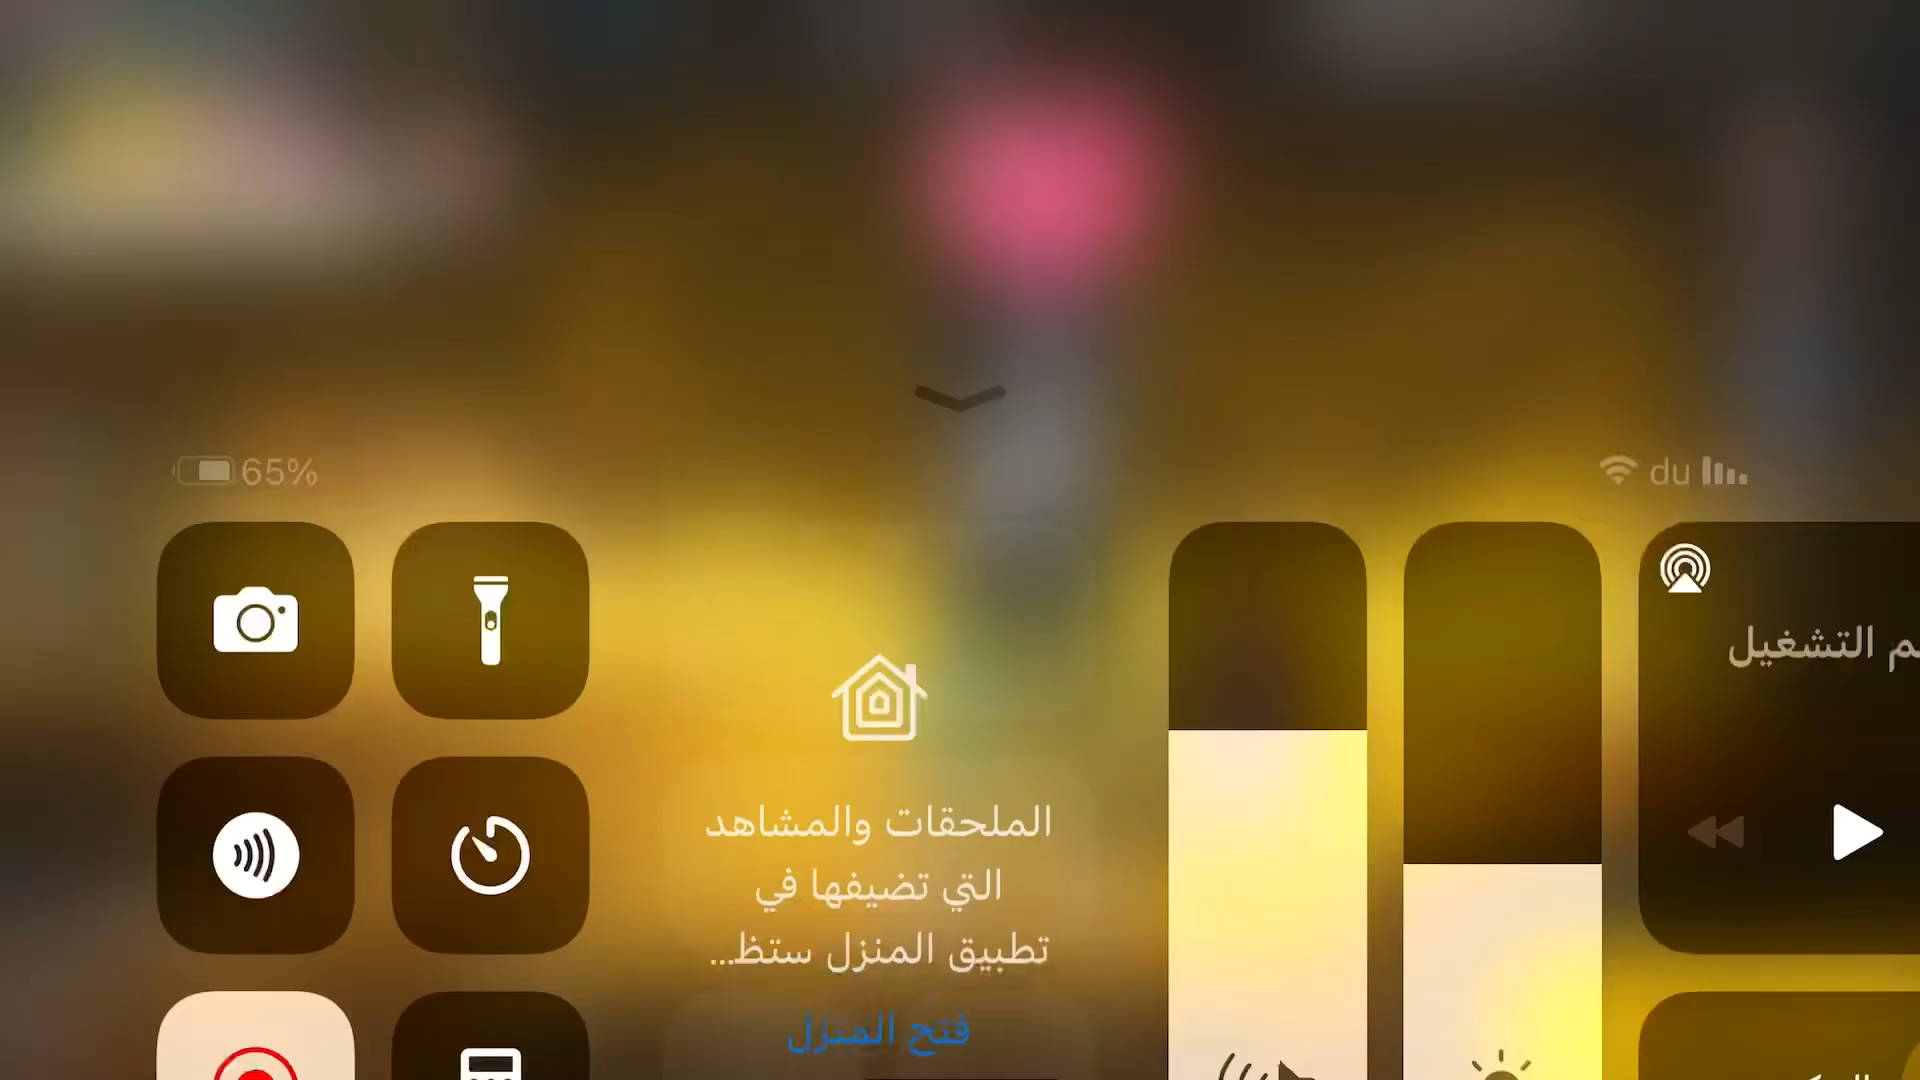 65%
du
م التشغيل
الملحقات والمشاهد
التي تضيفها في
تطبيق المنزل ستظ...
فتح المنزل